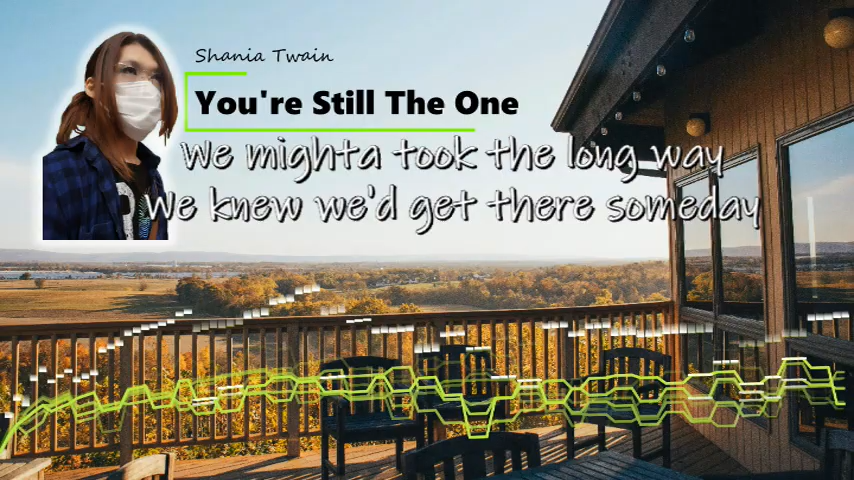 Shania Twain
You're Still The One
We mighta took the long way
We knew we'd get there someday